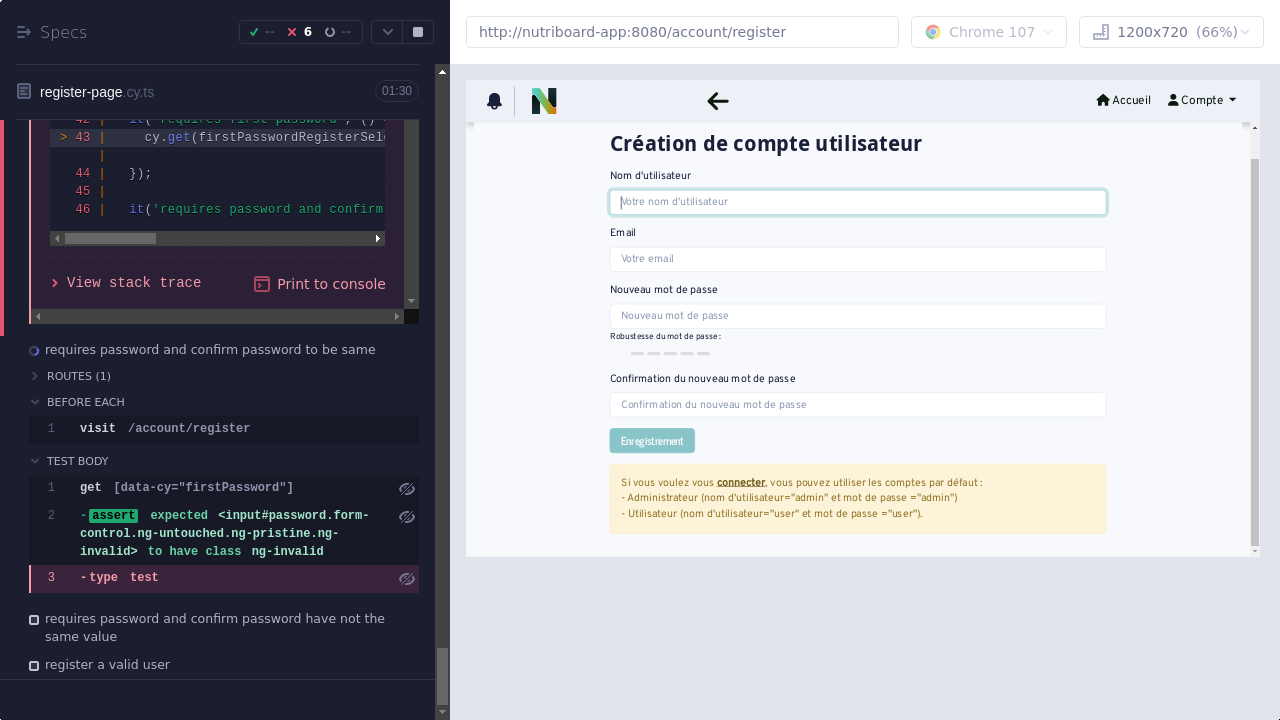 Specs
-- 6 --
register-page.cy.ts 01:30
42 | it('requires first password', ()
> 43 | cy.get(firstPasswordRegisterSel
|
44 | });
45 |
46 | it('requires password and confirm
View stack trace
Print to console
requires password and confirm password to be same
ROUTES (1)
BEFORE EACH
1 visit /account/register
TEST BODY
1 get [data-cy="firstPassword"]
2 -assert expected <input#password.form-
control.ng-untouched.ng-pristine.ng-
invalid> to have class ng-invalid
3 -type test
requires password and confirm password have not the
same value
register a valid user
http://nutriboard-app:8080/account/register
Chrome 107
1200x720 (66%)
Accueil
Compte
Création de compte utilisateur
Nom d'utilisateur
Votre nom d'utilisateur
Email
Votre email
Nouveau mot de passe
Nouveau mot de passe
Robustesse du mot de passe :
Confirmation du nouveau mot de passe
Confirmation du nouveau mot de passe
Enregistrement
Si vous voulez vous connecter, vous pouvez utiliser les comptes par défaut :
- Administrateur (nom d'utilisateur="admin" et mot de passe ="admin")
- Utilisateur (nom d'utilisateur="user" et mot de passe ="user").